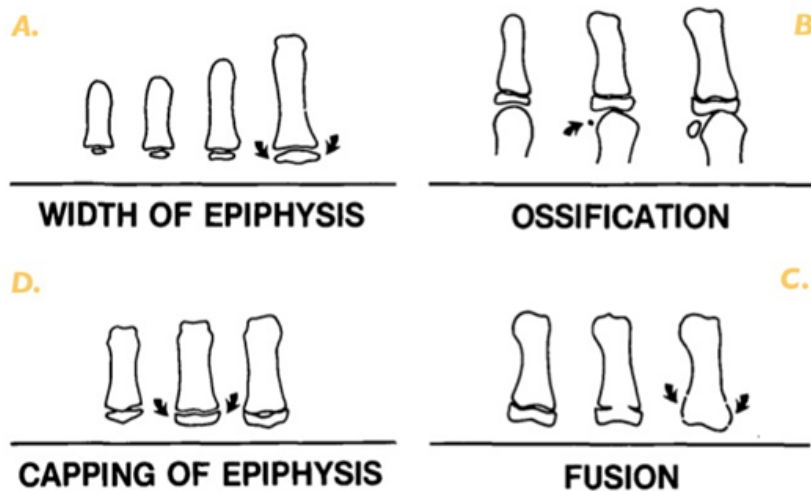 A.
WIDTH OF EPIPHYSIS
B
OSSIFICATION
D.
CAPPING OF EPIPHYSIS
C.
FUSION